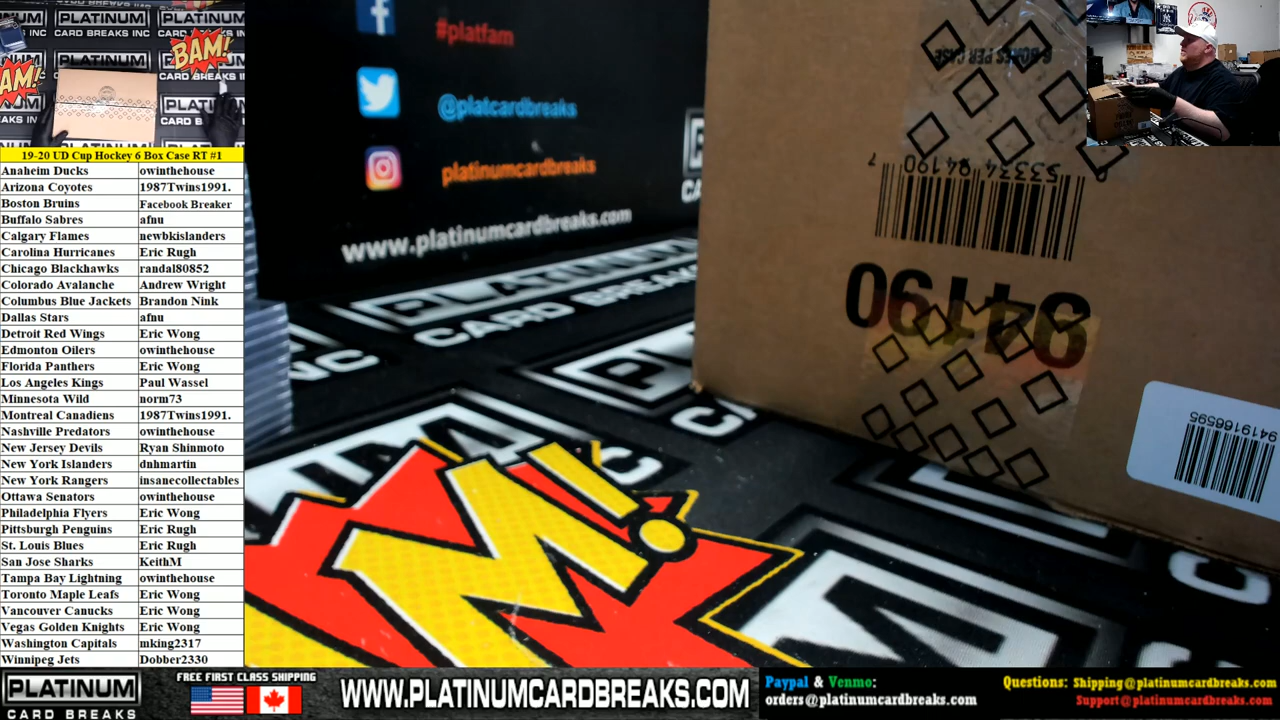 PLATINUM
CARD BREAKS INC
BAM!
19-20 UD Cup Hockey 6 Box Case RT #1
Anaheim Ducks owinthehouse
Arizona Coyotes 1987Twins1991.
Boston Bruins Facebook Breaker
Buffalo Sabres afnu
Calgary Flames newbkislanders
Carolina Hurricanes Eric Rugh
Chicago Blackhawks randal80852
Colorado Avalanche Andrew Wright
Columbus Blue Jackets Brandon Nink
Dallas Stars afnu
Detroit Red Wings Eric Wong
Edmonton Oilers owinthehouse
Florida Panthers Eric Wong
Los Angeles Kings Paul Wassel
Minnesota Wild norm73
Montreal Canadiens 1987Twins1991.
Nashville Predators owinthehouse
New Jersey Devils Ryan Shinmoto
New York Islanders dnhmartin
New York Rangers insanecollectables
Ottawa Senators owinthehouse
Philadelphia Flyers Eric Wong
Pittsburgh Penguins Eric Rugh
St. Louis Blues Eric Rugh
San Jose Sharks KeithM
Tampa Bay Lightning owinthehouse
Toronto Maple Leafs Eric Wong
Vancouver Canucks Eric Wong
Vegas Golden Knights Eric Wong
Washington Capitals mking2317
Winnipeg Jets Dobber2330
#platfam
@platcardbreaks
platinumcardbreaks
www.platinumcardbreaks.com
6 BOXES PER CASE
53334 94190 7
94190
9419166595
M!
PLATINUM
CARD BREAKS
FREE FIRST CLASS SHIPPING
WWW.PLATINUMCARDBREAKS.COM
Paypal & Venmo:
orders@platinumcardbreaks.com
Questions: Shipping@platinumcardbreaks.com
Support@platinumcardbreaks.com